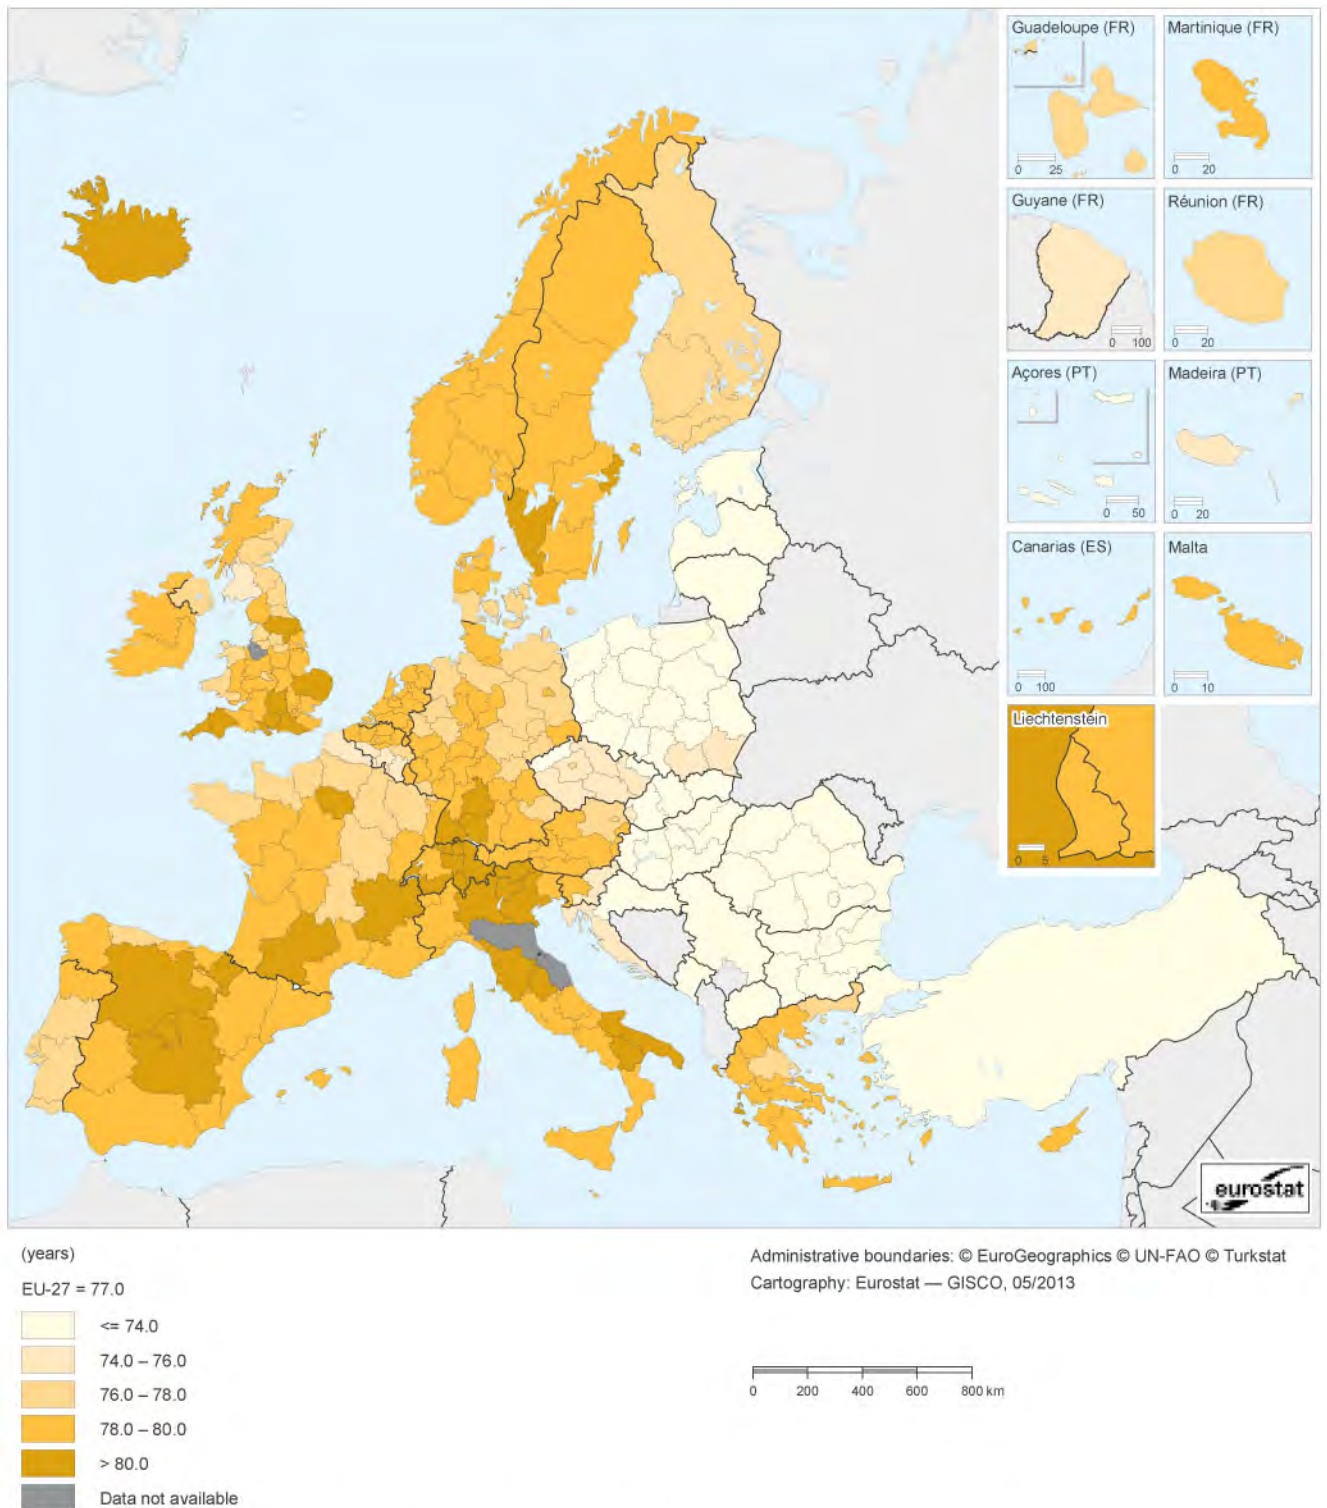 Guadeloupe (FR)
0 25
Martinique (FR)
0 20
Guyane (FR)
0 100
Réunion (FR)
0 20
Açores (PT)
0 50
Madeira (PT)
0 20
Canarias (ES)
0 100
Malta
0 10
Liechtenstein
0 5
eurostat
(years)
EU-27 = 77.0
<= 74.0
74.0 – 76.0
76.0 – 78.0
78.0 – 80.0
> 80.0
Data not available
Administrative boundaries: © EuroGeographics © UN-FAO © Turkstat
Cartography: Eurostat — GISCO, 05/2013
0 200 400 600 800 km